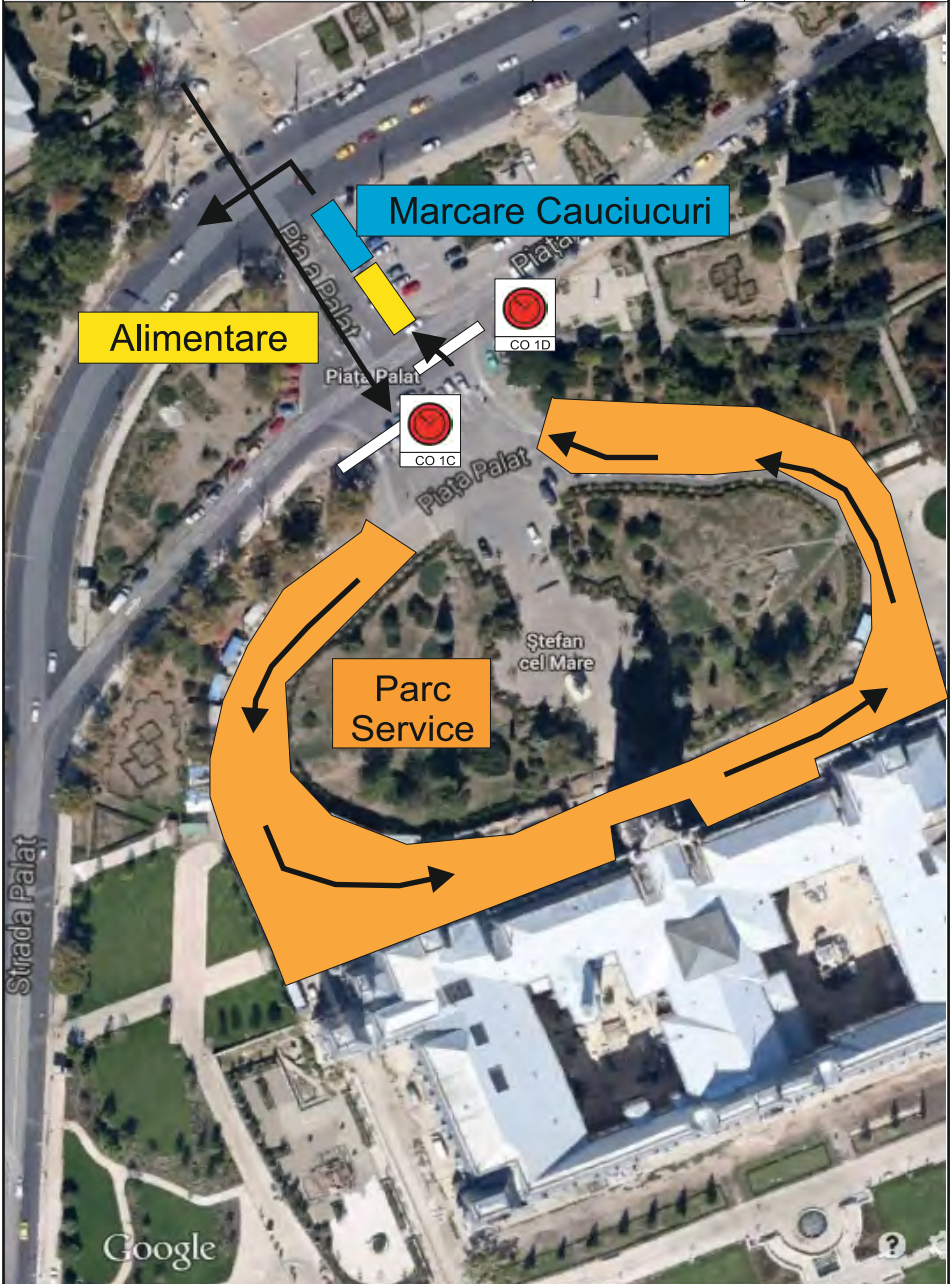 Marcare Cauciucuri
Pia a Palat
Piața
Alimentare
CO 1D
Piața Palat
CO 1C
Piața Palat
Ștefan
cel Mare
Parc
Service
Strada Palat
Google
?